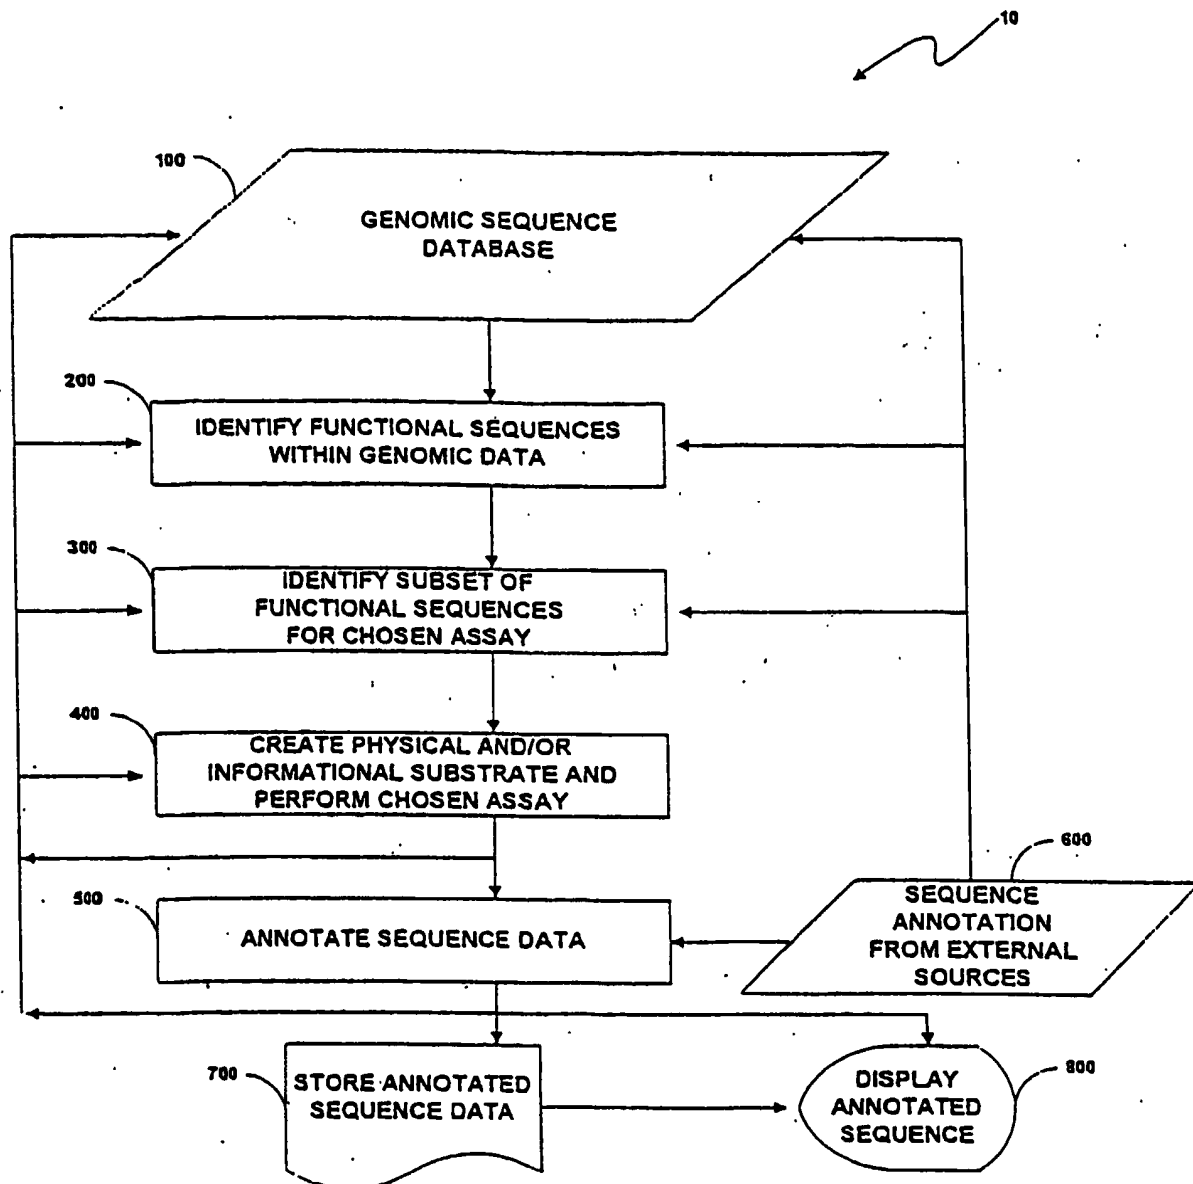 10
100
GENOMIC SEQUENCE
DATABASE
200
IDENTIFY FUNCTIONAL SEQUENCES
WITHIN GENOMIC DATA
300
IDENTIFY SUBSET OF
FUNCTIONAL SEQUENCES
FOR CHOSEN ASSAY
400
CREATE PHYSICAL AND/OR
INFORMATIONAL SUBSTRATE AND
PERFORM CHOSEN ASSAY
500
ANNOTATE SEQUENCE DATA
600
SEQUENCE
ANNOTATION
FROM EXTERNAL
SOURCES
700
STORE ANNOTATED
SEQUENCE DATA
800
DISPLAY
ANNOTATED
SEQUENCE